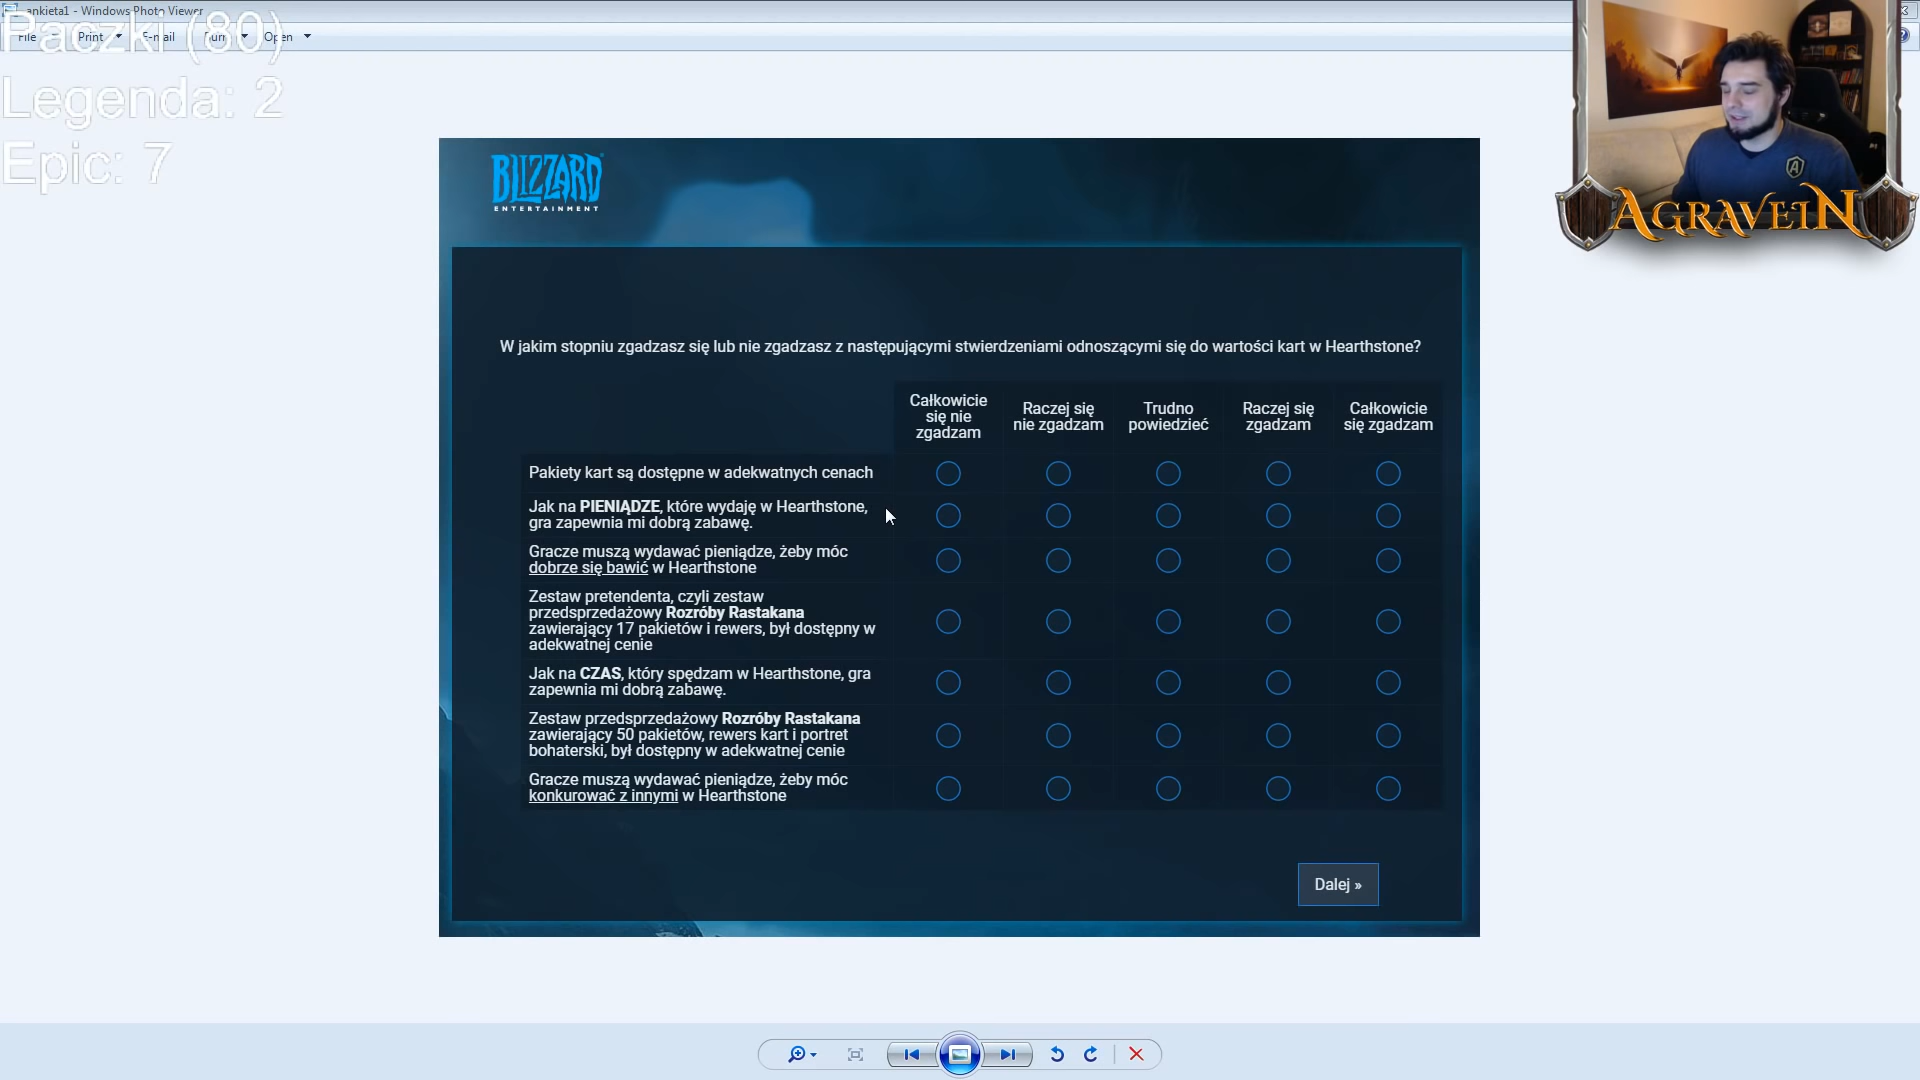 ankieta1 - Windows Photo Viewer
File Print E-mail Burn Open
Paczki (80)
Legenda: 2
Epic: 7
AGRAVEIN
BLIZZARD
ENTERTAINMENT
W jakim stopniu zgadzasz się lub nie zgadzasz z następującymi stwierdzeniami odnoszącymi się do wartości kart w Hearthstone?
Całkowicie
się nie
zgadzam
Raczej się
nie zgadzam
Trudno
powiedzieć
Raczej się
zgadzam
Całkowicie
się zgadzam
Pakiety kart są dostępne w adekwatnych cenach
Jak na PIENIĄDZE, które wydaję w Hearthstone,
gra zapewnia mi dobrą zabawę.
Gracze muszą wydawać pieniądze, żeby móc
dobrze się bawić w Hearthstone
Zestaw pretendenta, czyli zestaw
przedsprzedażowy Rozróby Rastakana
zawierający 17 pakietów i rewers, był dostępny w
adekwatnej cenie
Jak na CZAS, który spędzam w Hearthstone, gra
zapewnia mi dobrą zabawę.
Zestaw przedsprzedażowy Rozróby Rastakana
zawierający 50 pakietów, rewers kart i portret
bohaterski, był dostępny w adekwatnej cenie
Gracze muszą wydawać pieniądze, żeby móc
konkurować z innymi w Hearthstone
Dalej »